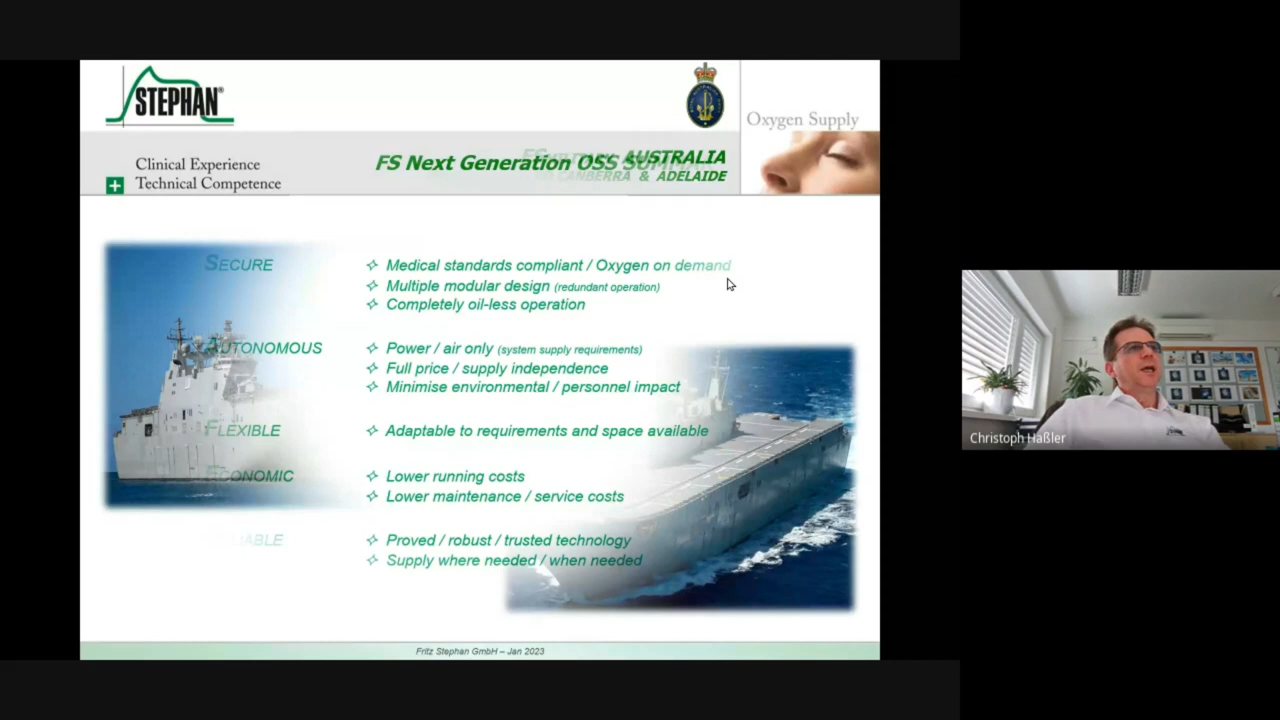 STEPHAN®
Oxygen Supply
Clinical Experience
Technical Competence
FS Next Generation OSS SUMMARY
AUSTRALIA
CANBERRA & ADELAIDE
SECURE
Medical standards compliant / Oxygen on demand
Multiple modular design (redundant operation)
Completely oil-less operation
AUTONOMOUS
Power / air only (system supply requirements)
Full price / supply independence
Minimise environmental / personnel impact
FLEXIBLE
Adaptable to requirements and space available
ECONOMIC
Lower running costs
Lower maintenance / service costs
RELIABLE
Proved / robust / trusted technology
Supply where needed / when needed
Fritz Stephan GmbH – Jan 2023
Christoph Haßler